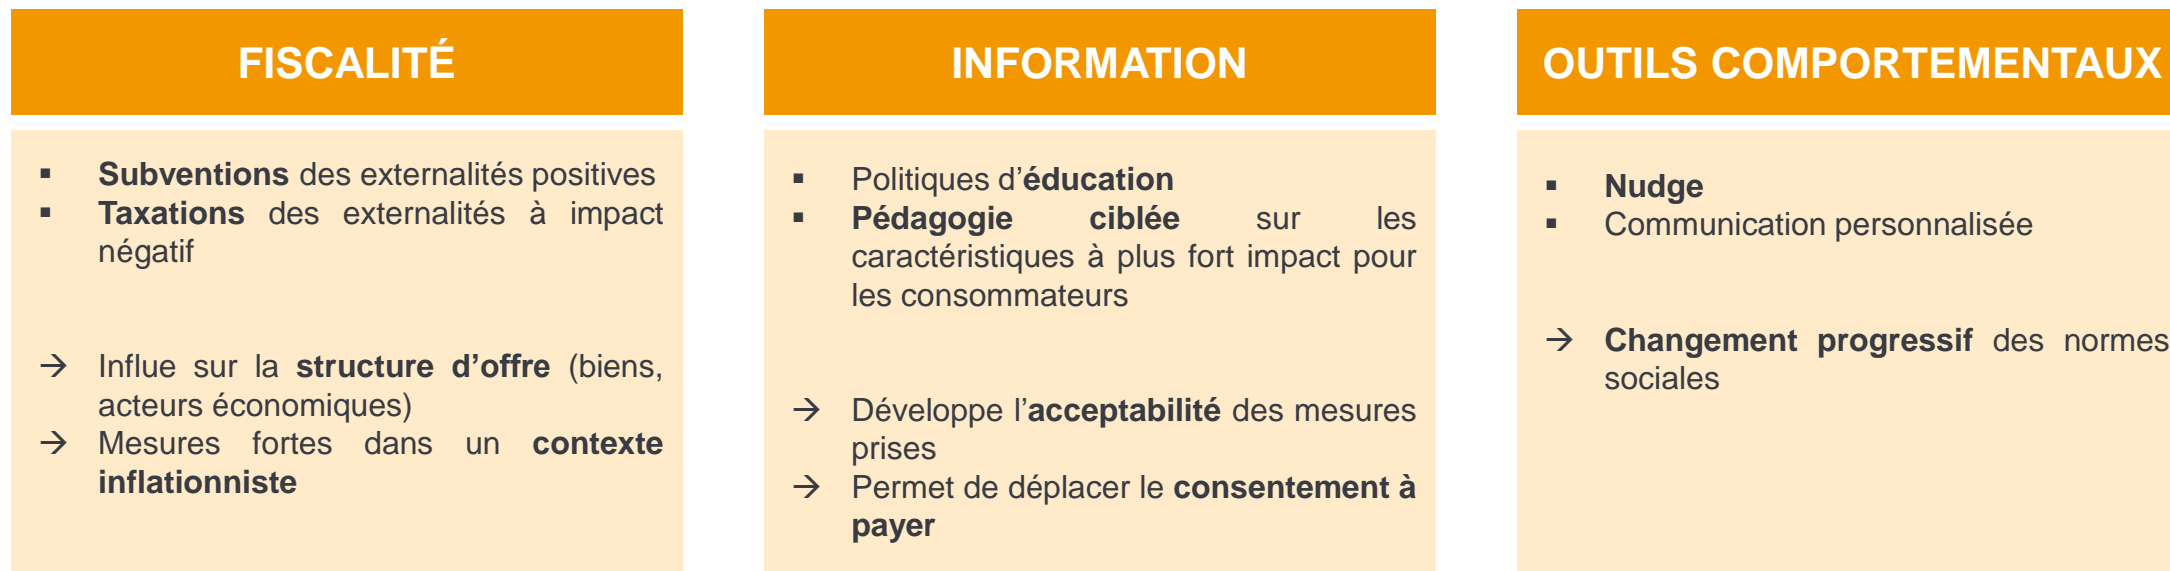 FISCALITÉ
▪ Subventions des externalités positives
▪ Taxations des externalités à impact
négatif
→ Influe sur la structure d’offre (biens,
acteurs économiques)
→ Mesures fortes dans un contexte
inflationniste
INFORMATION
▪ Politiques d’éducation
▪ Pédagogie ciblée sur les
caractéristiques à plus fort impact pour
les consommateurs
→ Développe l’acceptabilité des mesures
prises
→ Permet de déplacer le consentement à
payer
OUTILS COMPORTEMENTAUX
▪ Nudge
▪ Communication personnalisée
→ Changement progressif des normes
sociales